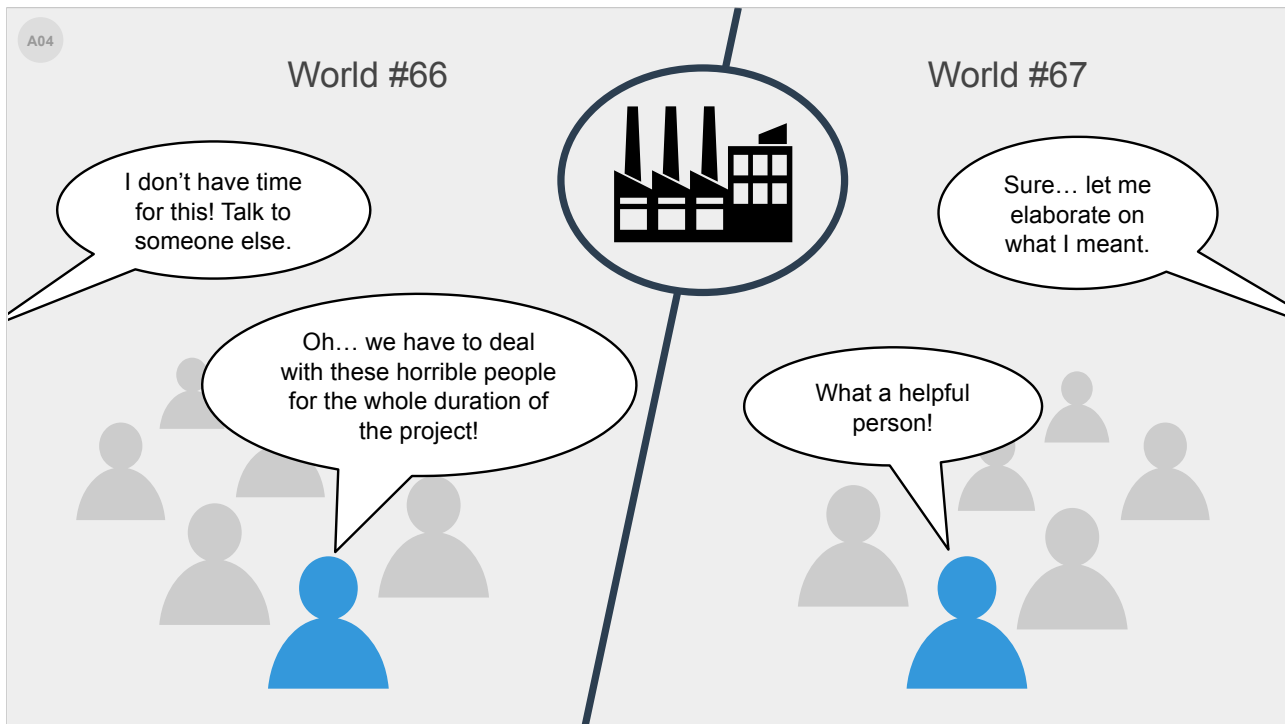 A04
World #66
World #67
I don’t have time
for this! Talk to
someone else.
Sure… let me
elaborate on
what I meant.
Oh… we have to deal
with these horrible people
for the whole duration of
the project!
What a helpful
person!